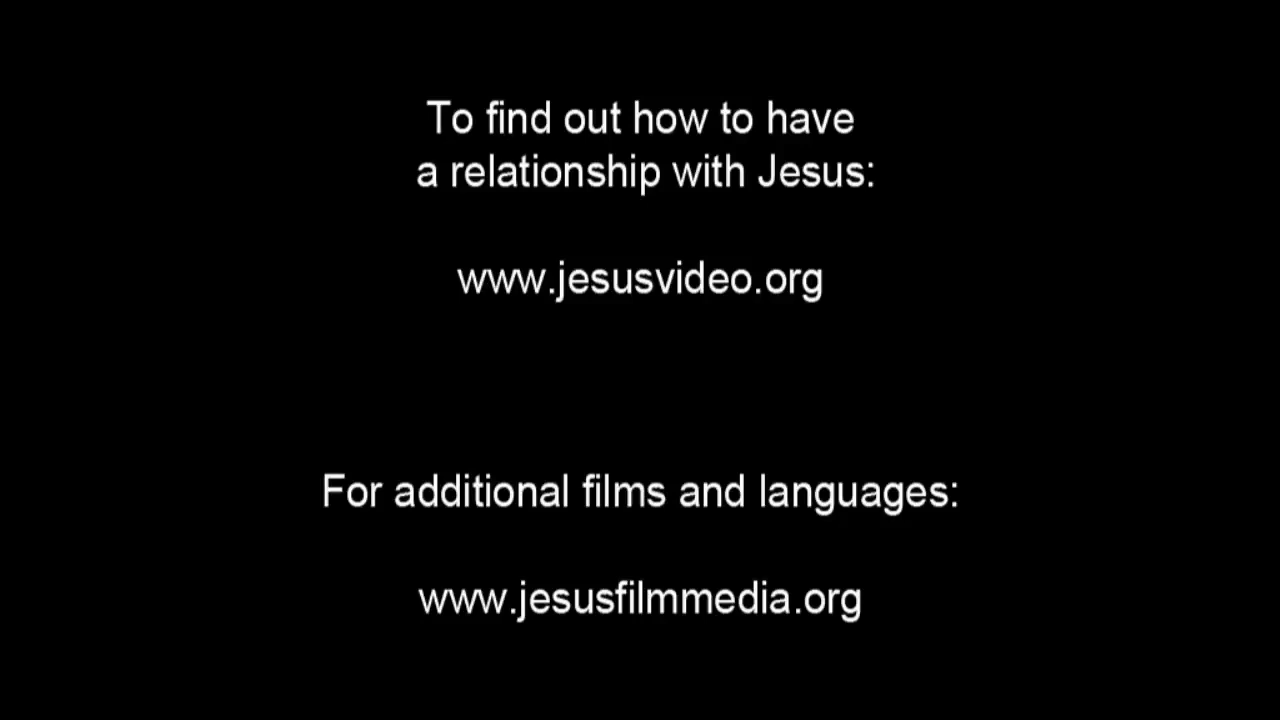 To find out how to have
a relationship with Jesus:
www.jesusvideo.org
For additional films and languages:
www.jesusfilmmedia.org